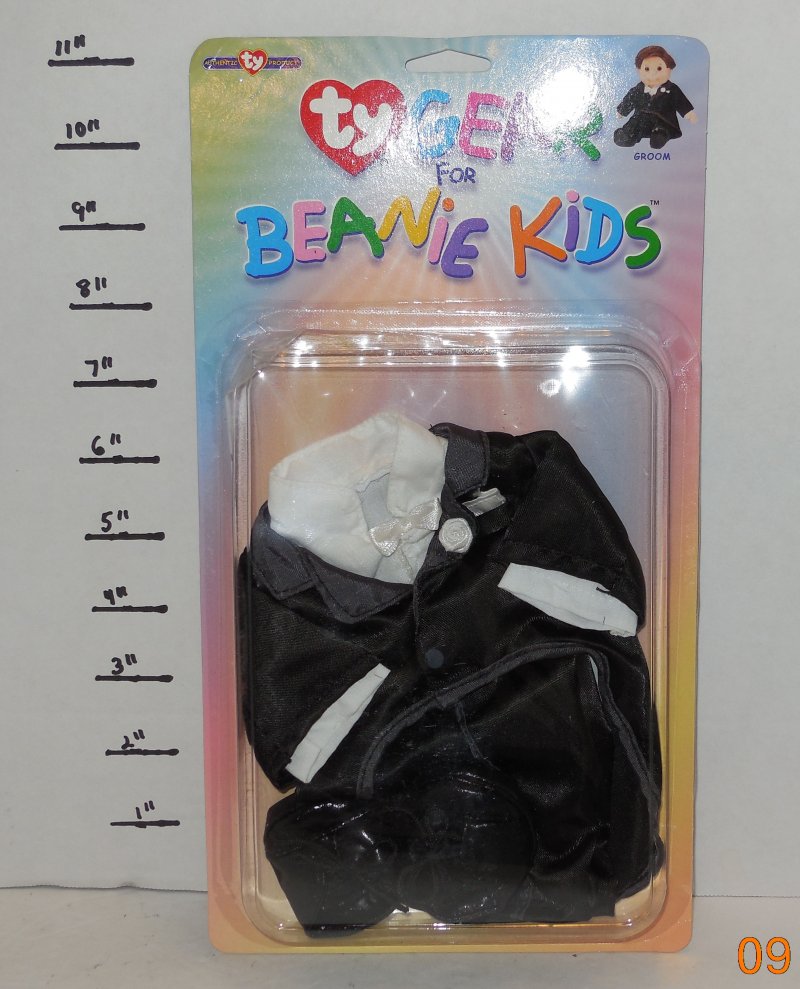 AUTHENTIC ty PRODUCT
ty GEAR
FOR
BEANIE KIDS™
GROOM
11"
10"
9"
8"
7"
6"
5"
4"
3"
2"
1"
09